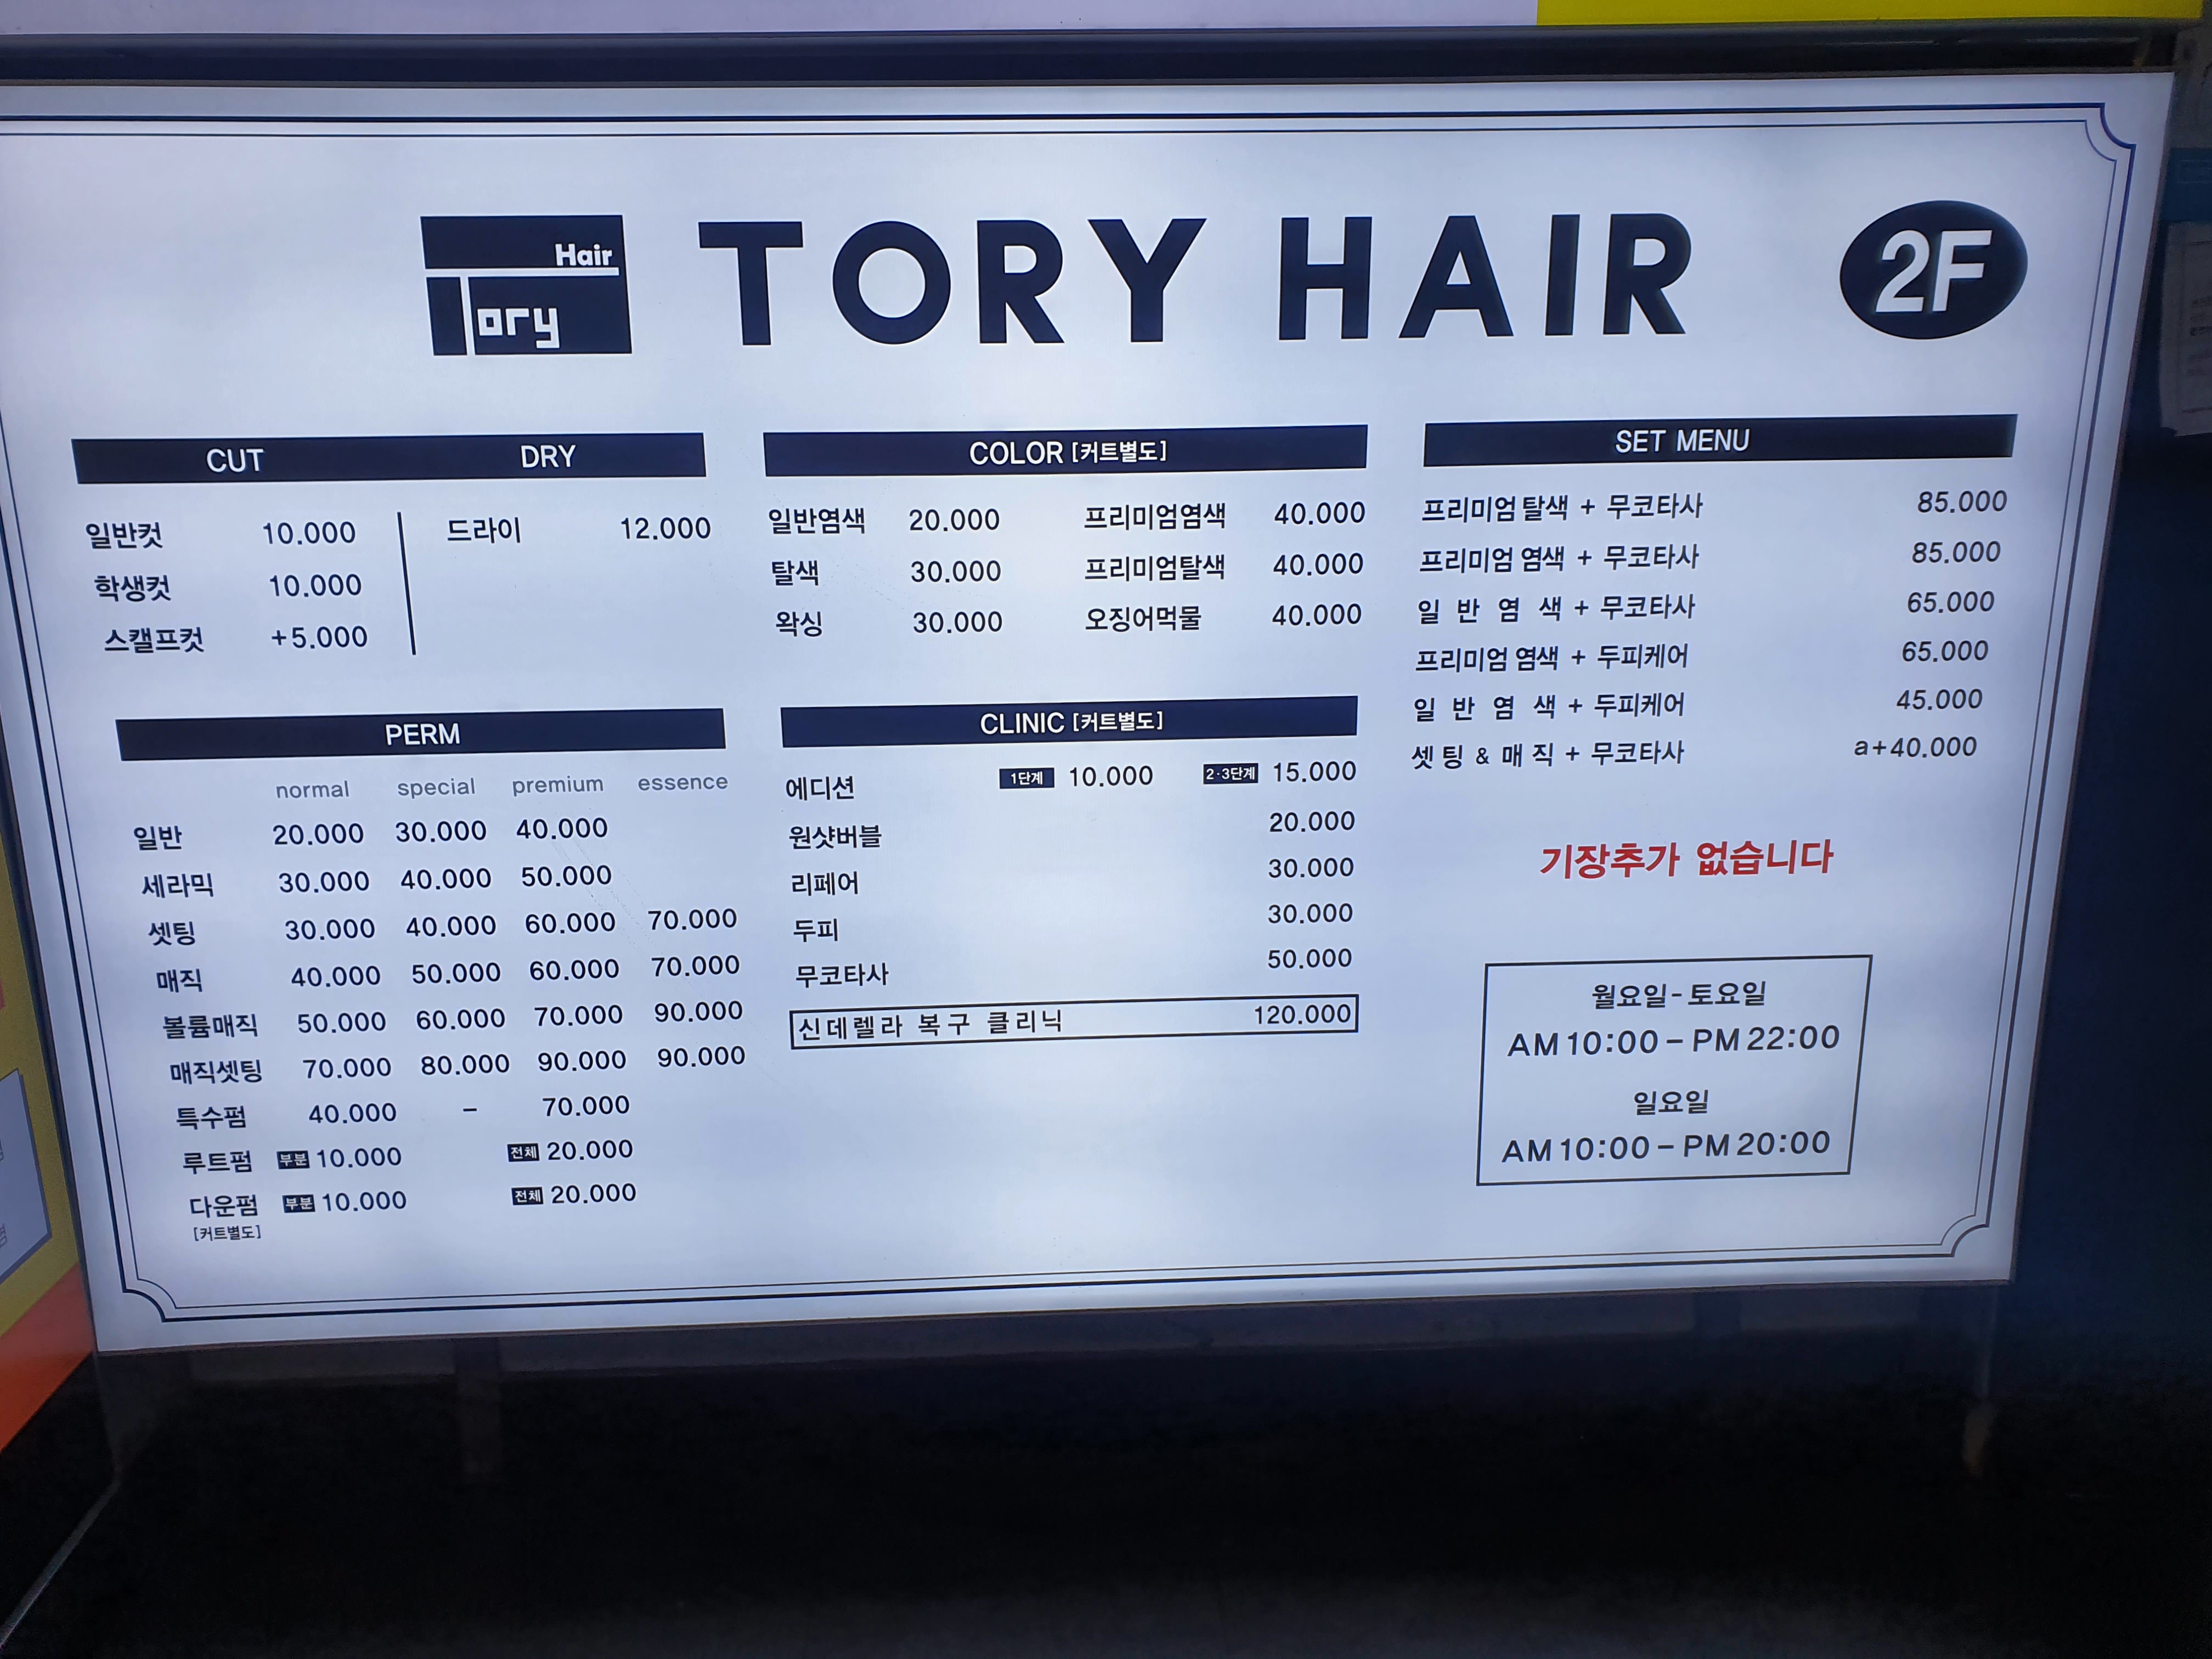 Hair
Tory
TORY HAIR
2F
CUT DRY
일반컷 10.000 드라이 12.000
학생컷 10.000
스캘프컷 +5.000
PERM
normal special premium essence
일반 20.000 30.000 40.000
세라믹 30.000 40.000 50.000
셋팅 30.000 40.000 60.000 70.000
매직 40.000 50.000 60.000 70.000
볼륨매직 50.000 60.000 70.000 90.000
매직셋팅 70.000 80.000 90.000 90.000
특수펌 40.000 - 70.000
루트펌 부분 10.000 전체 20.000
다운펌 부분 10.000 전체 20.000
[커트별도]
COLOR [커트별도]
일반염색 20.000 프리미엄염색 40.000
탈색 30.000 프리미엄탈색 40.000
왁싱 30.000 오징어먹물 40.000
CLINIC [커트별도]
에디션 1단계 10.000 2·3단계 15.000
원샷버블 20.000
리페어 30.000
두피 30.000
무코타사 50.000
신데렐라 복구 클리닉 120.000
SET MENU
프리미엄 탈색 + 무코타사 85.000
프리미엄 염색 + 무코타사 85.000
일 반 염 색 + 무코타사 65.000
프리미엄 염색 + 두피케어 65.000
일 반 염 색 + 두피케어 45.000
셋 팅 & 매 직 + 무코타사 a+40.000
기장추가 없습니다
월요일-토요일
AM 10:00 - PM 22:00
일요일
AM 10:00 - PM 20:00